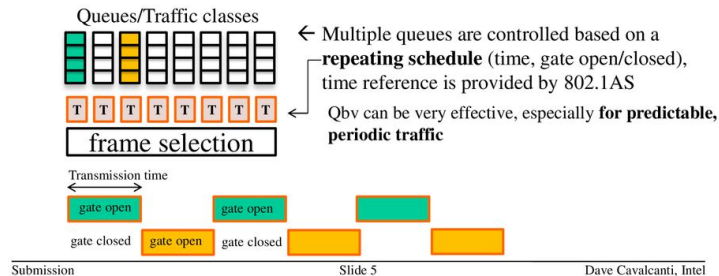 Queues/Traffic classes
← Multiple queues are controlled based on a
repeating schedule (time, gate open/closed),
time reference is provided by 802.1AS
T T T T T T T T
Qbv can be very effective, especially for predictable,
periodic traffic
frame selection
Transmission time
gate open gate open
gate closed gate open gate closed
Submission Slide 5 Dave Cavalcanti, Intel